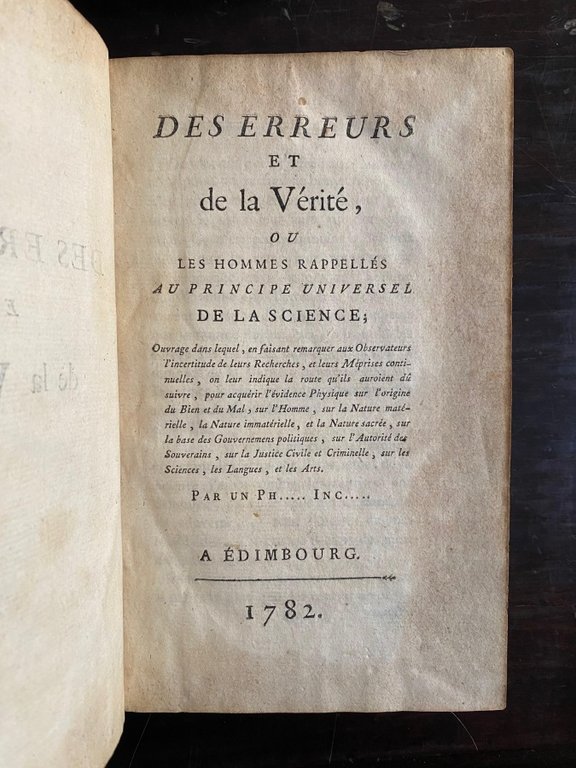 DES ERREURS
ET
de la Vérité,
OU
LES HOMMES RAPPELLÉS
AU PRINCIPE UNIVERSEL
DE LA SCIENCE;
Ouvrage dans lequel, en faisant remarquer aux Observateurs
l'incertitude de leurs Recherches, et leurs Méprises conti-
nuelles, on leur indique la route qu'ils auroient dû
suivre, pour acquérir l'évidence Physique sur l'origine
du Bien et du Mal, sur l'Homme, sur la Nature maté-
rielle, la Nature immatérielle, et la Nature sacrée, sur
la base des Gouvernemens politiques, sur l'Autorité des
Souverains, sur la Justice Civile et Criminelle, sur les
Sciences, les Langues, et les Arts.
PAR UN PH..... INC.....
A ÉDIMBOURG.
1782.